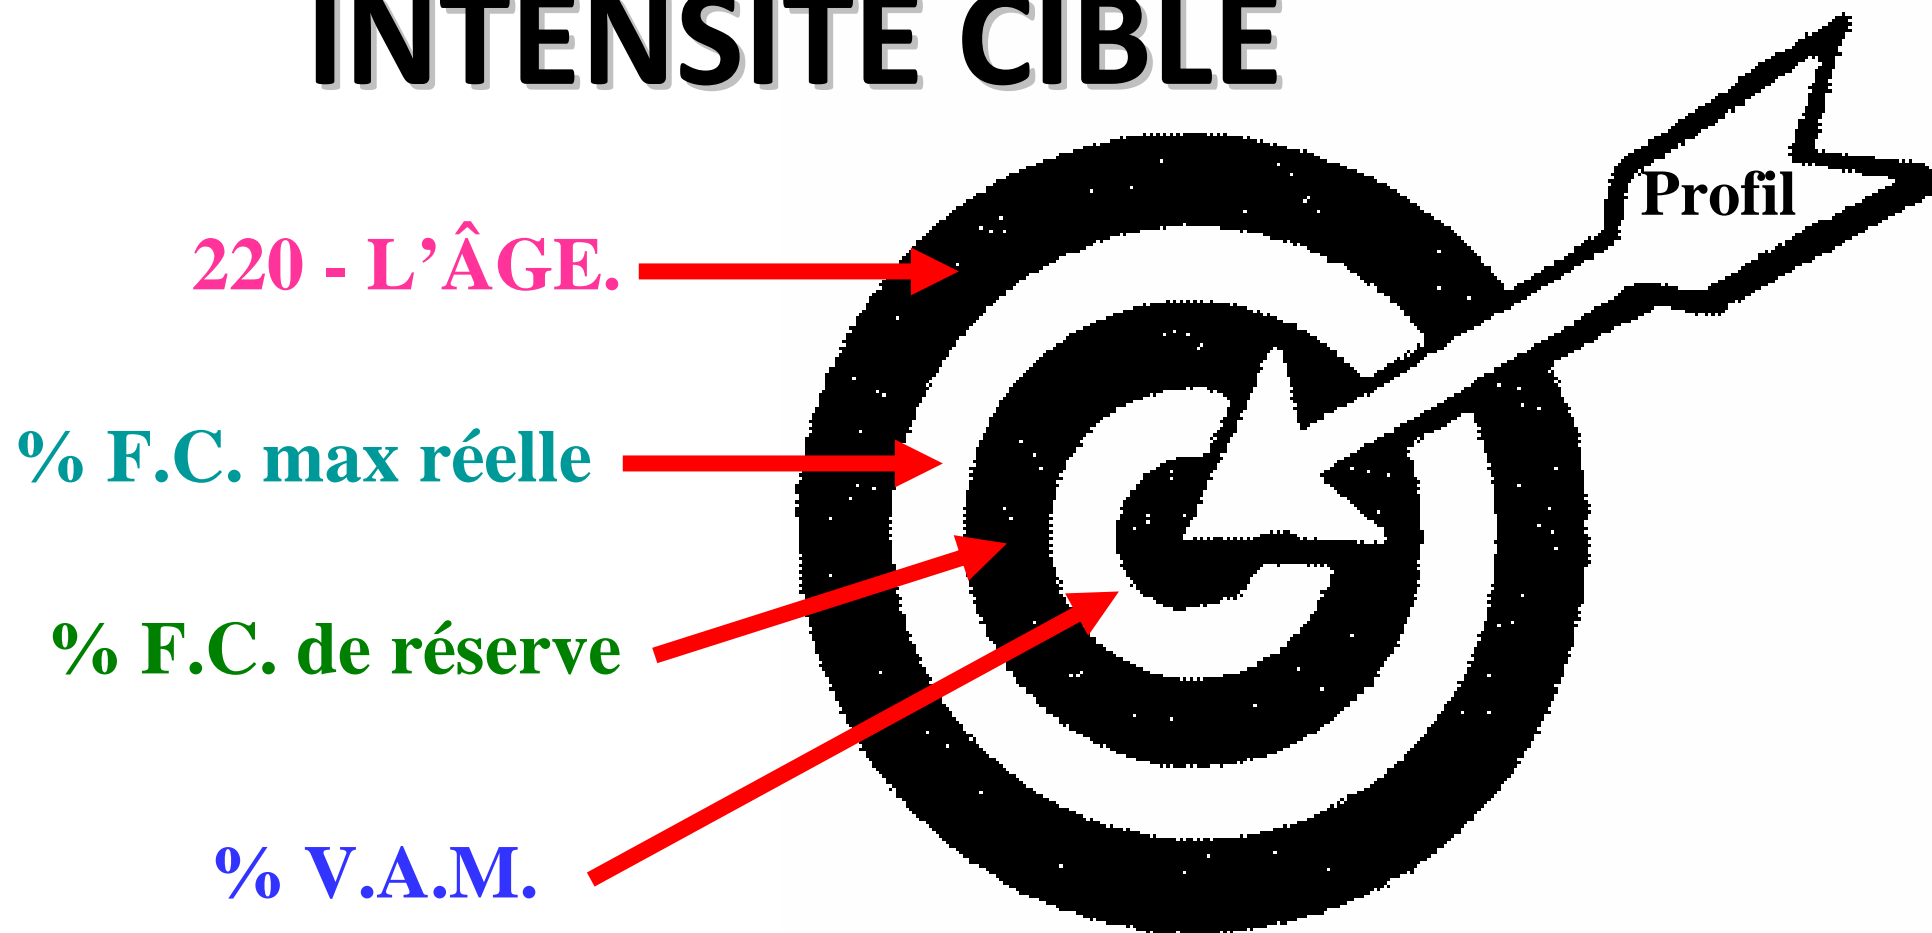 INTENSITE CIBLE
Profil
220 - L’ÂGE.
% F.C. max réelle
% F.C. de réserve
% V.A.M.